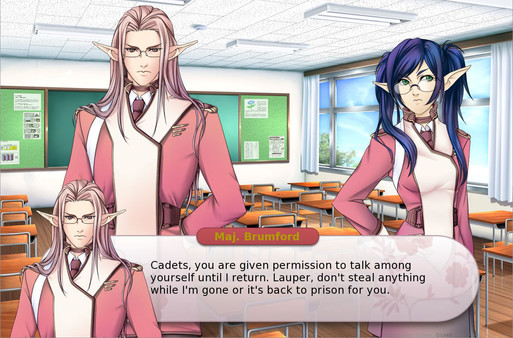 Maj. Brumford
Cadets, you are given permission to talk among
yourself until I return. Lauper, don't steal anything
while I'm gone or it's back to prison for you.